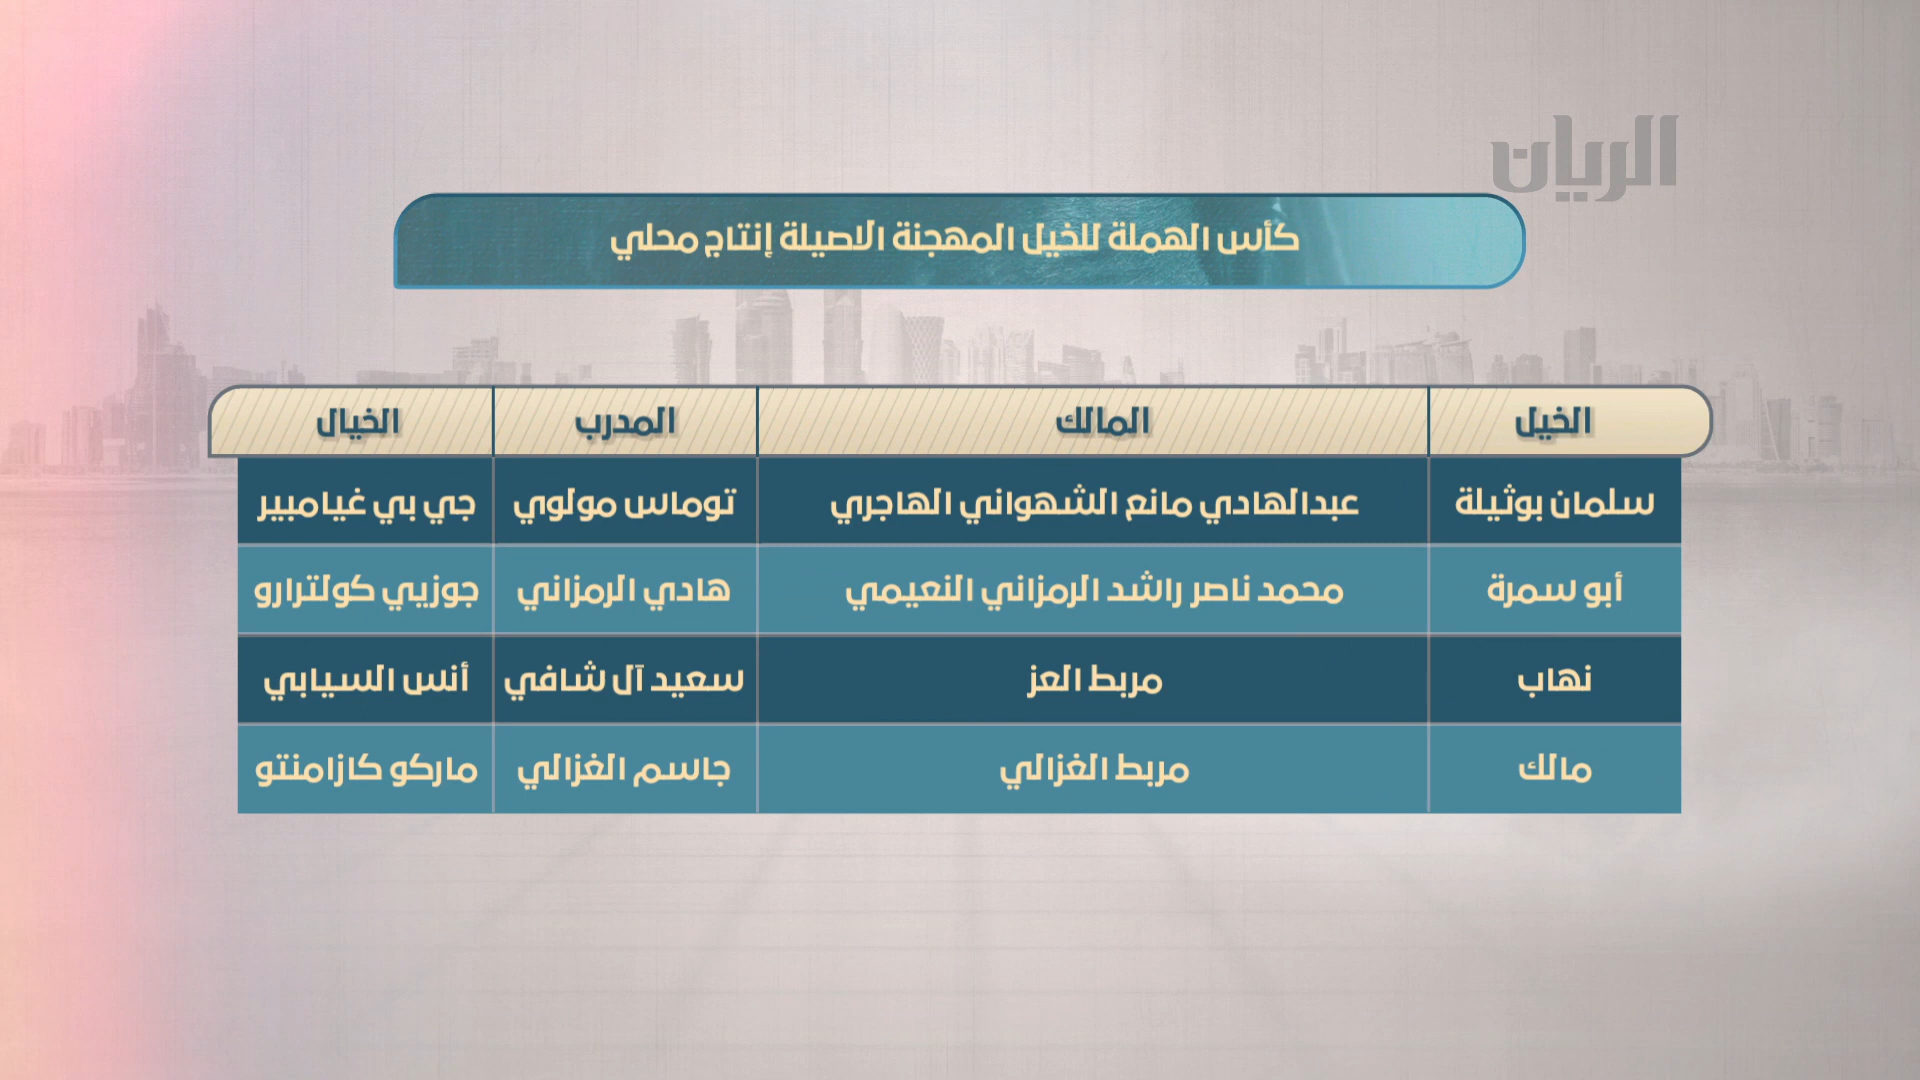 الريان
كأس الهملة للخيل المهجنة الاصيلة إنتاج محلي
الخيل المالك المدرب الخيال
سلمان بوثيلة عبدالهادي مانع الشهواني الهاجري توماس مولوي جي بي غيامبير
أبو سمرة محمد ناصر راشد الرمزاني النعيمي هادي الرمزاني جوزيي كولترارو
نهاب مربط العز سعيد آل شافي أنس السيابي
مالك مربط الغزالي جاسم الغزالي ماركو كازامنتو